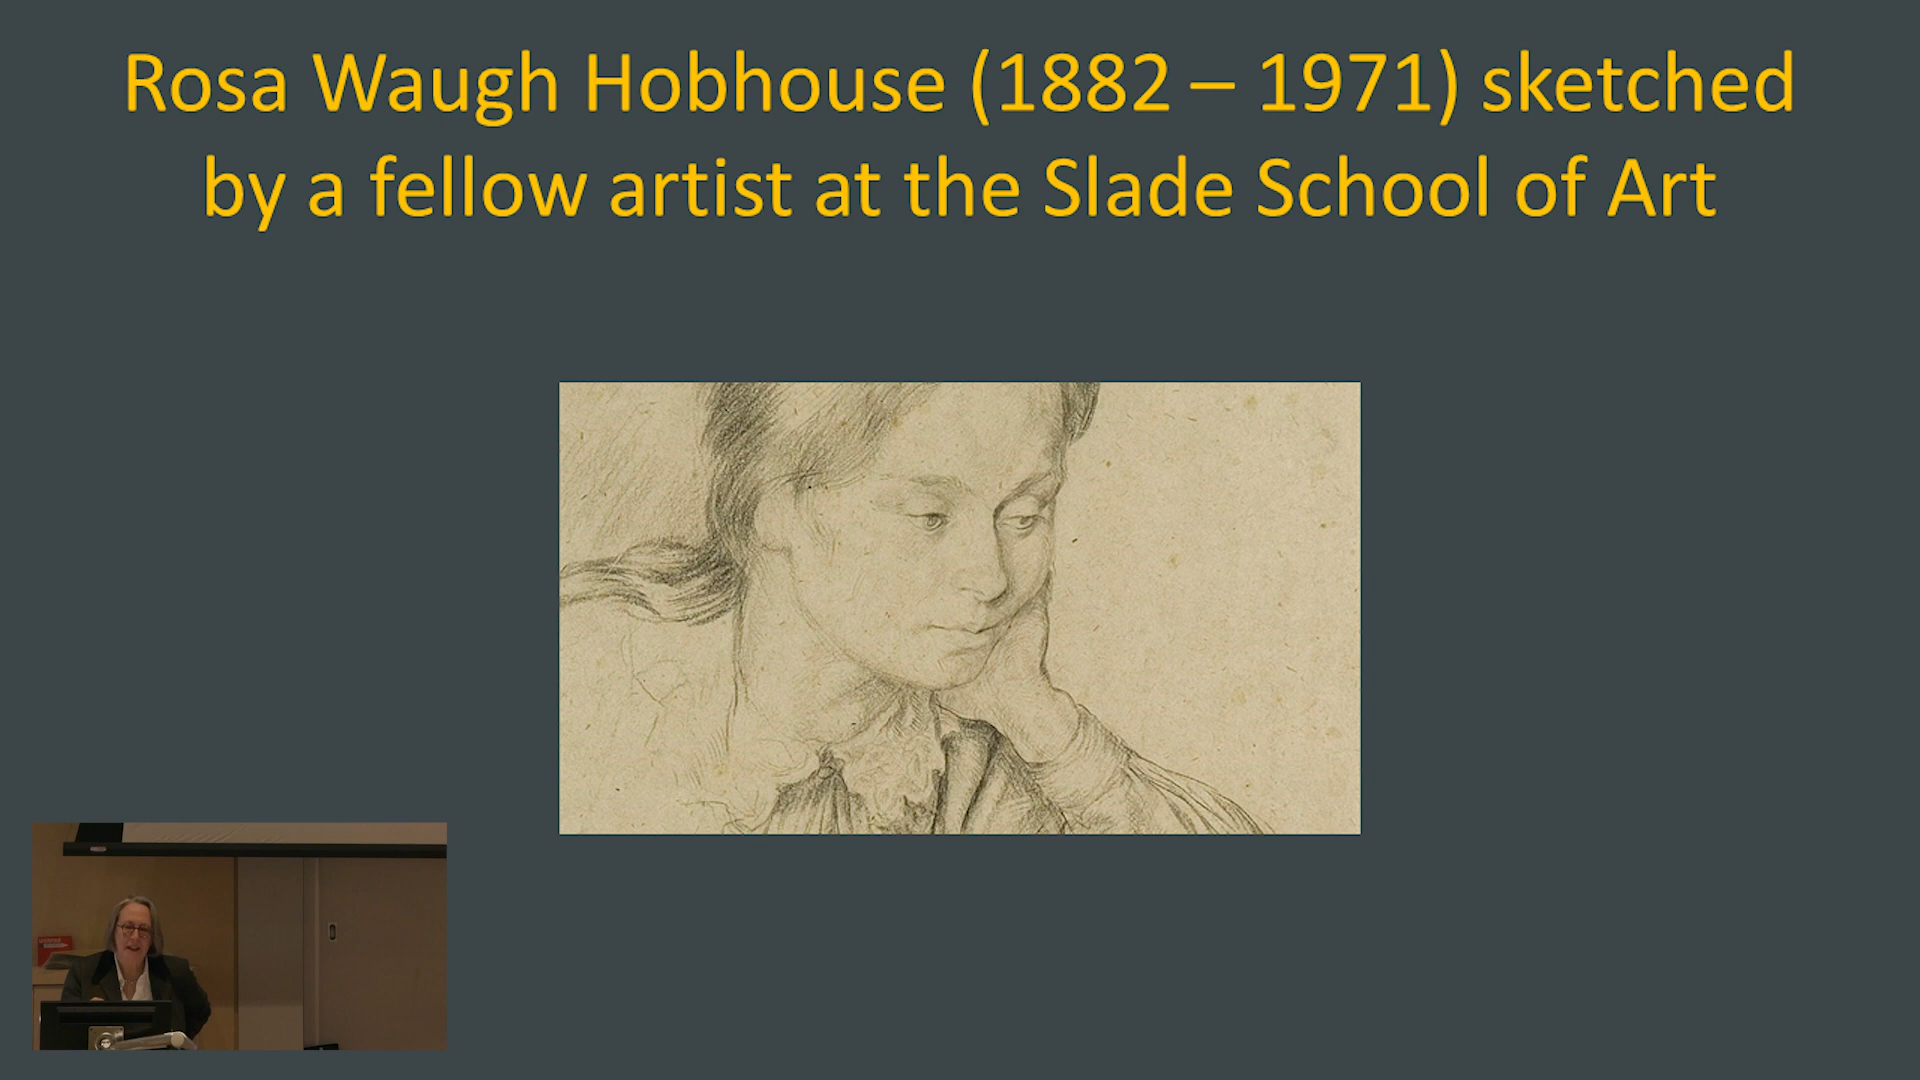 Rosa Waugh Hobhouse (1882 – 1971) sketched
by a fellow artist at the Slade School of Art